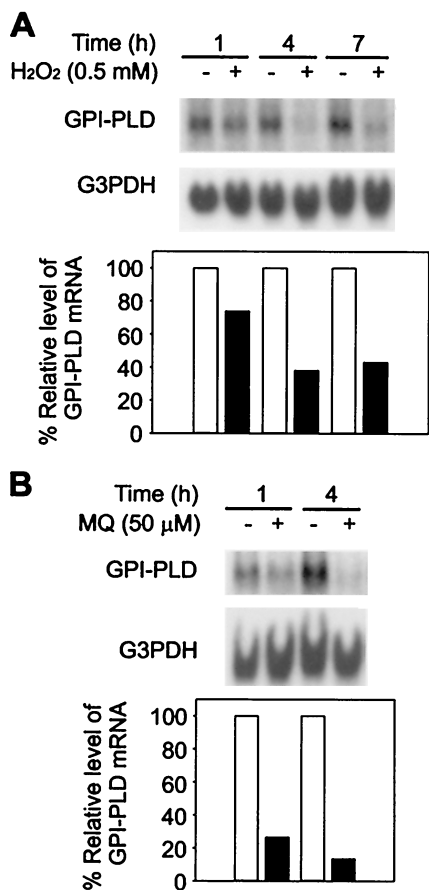 A
Time (h) 1 4 7
H2O2 (0.5 mM) - + - + - +
GPI-PLD
G3PDH
% Relative level of
GPI-PLD mRNA
100
80
60
40
20
0
B
Time (h) 1 4
MQ (50 μM) - + - +
GPI-PLD
G3PDH
% Relative level of
GPI-PLD mRNA
100
80
60
40
20
0